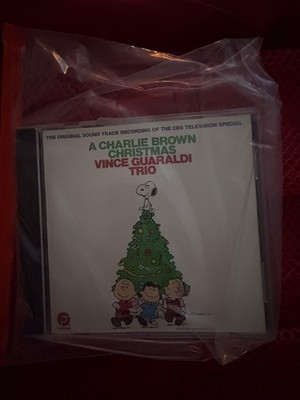 THE ORIGINAL SOUND TRACK RECORDING OF THE CBS TELEVISION SPECIAL
A CHARLIE BROWN
CHRISTMAS
VINCE GUARALDI
TRIO